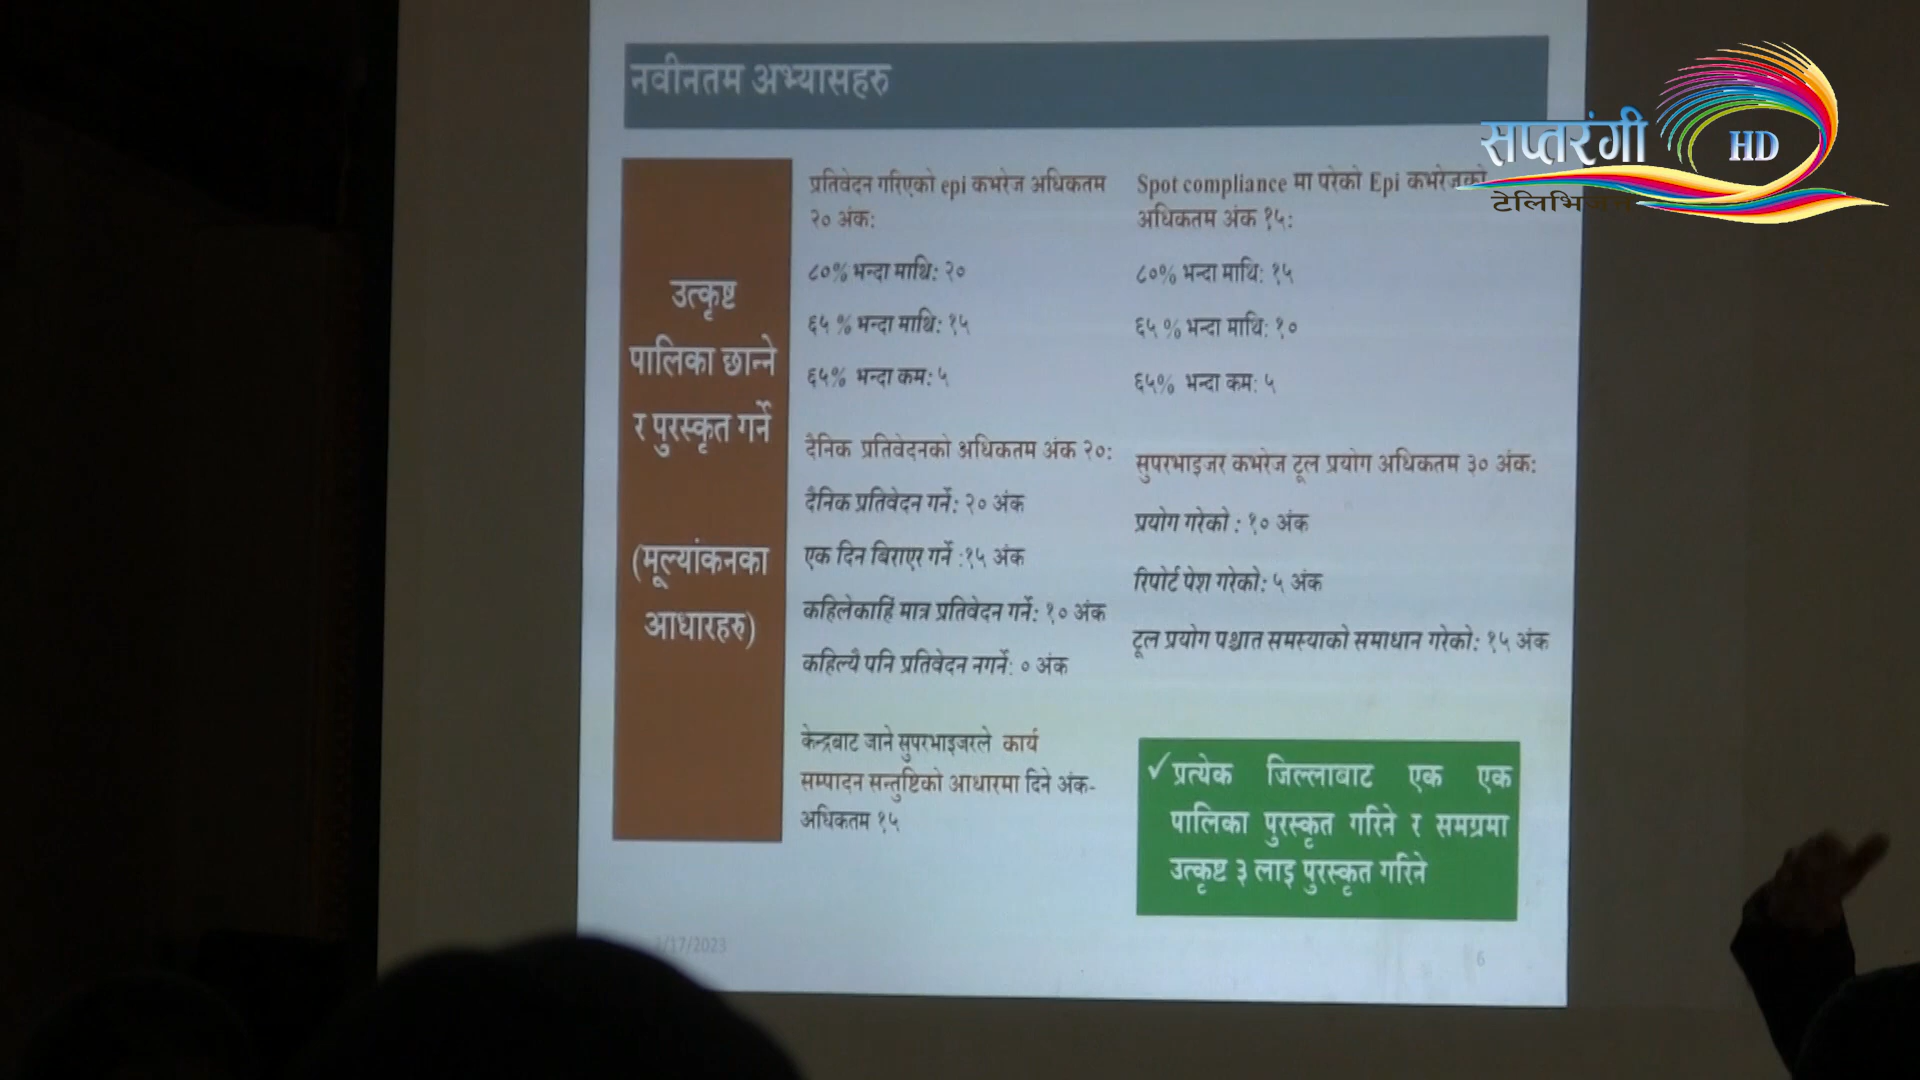 नवीनतम अभ्यासहरु
उत्कृष्ट
पालिका छान्ने
र पुरस्कृत गर्ने
(मूल्यांकनका
आधारहरु)
प्रतिवेदन गरिएको epi कभरेज अधिकतम
२० अंक:
८०% भन्दा माथि: २०
६५ % भन्दा माथि: १५
६५% भन्दा कम: ५
दैनिक प्रतिवेदनको अधिकतम अंक २०:
दैनिक प्रतिवेदन गर्ने: २० अंक
एक दिन बिराएर गर्ने :१५ अंक
कहिलेकाहिं मात्र प्रतिवेदन गर्ने: १० अंक
कहिल्यै पनि प्रतिवेदन नगर्ने: ० अंक
केन्द्रबाट जाने सुपरभाइजरले कार्य
सम्पादन सन्तुष्टिको आधारमा दिने अंक-
अधिकतम १५
Spot compliance मा परेको Epi कभरेजको
अधिकतम अंक १५:
८०% भन्दा माथि: १५
६५ % भन्दा माथि: १०
६५% भन्दा कम: ५
सुपरभाइजर कभरेज टूल प्रयोग अधिकतम ३० अंक:
प्रयोग गरेको : १० अंक
रिपोर्ट पेश गरेको: ५ अंक
टूल प्रयोग पश्चात समस्याको समाधान गरेको: १५ अंक
✓ प्रत्येक जिल्लाबाट एक एक
पालिका पुरस्कृत गरिने र समग्रमा
उत्कृष्ट ३ लाइ पुरस्कृत गरिने
/17/2023
6
सप्तरंगी
HD